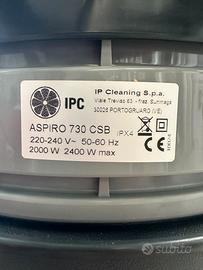 IPC
IP Cleaning S.p.a.
Viale Treviso 63 - fraz. Summaga
30026 PORTOGRUARO (VE)
ASPIRO 730 CSB
IPX4
220-240 V~ 50-60 Hz
2000 W 2400 W max
subito